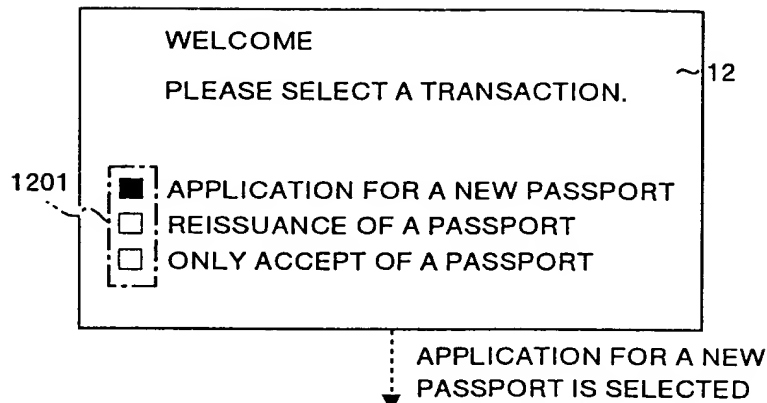 WELCOME
12
PLEASE SELECT A TRANSACTION.
1201
APPLICATION FOR A NEW PASSPORT
REISSUANCE OF A PASSPORT
ONLY ACCEPT OF A PASSPORT
APPLICATION FOR A NEW
PASSPORT IS SELECTED